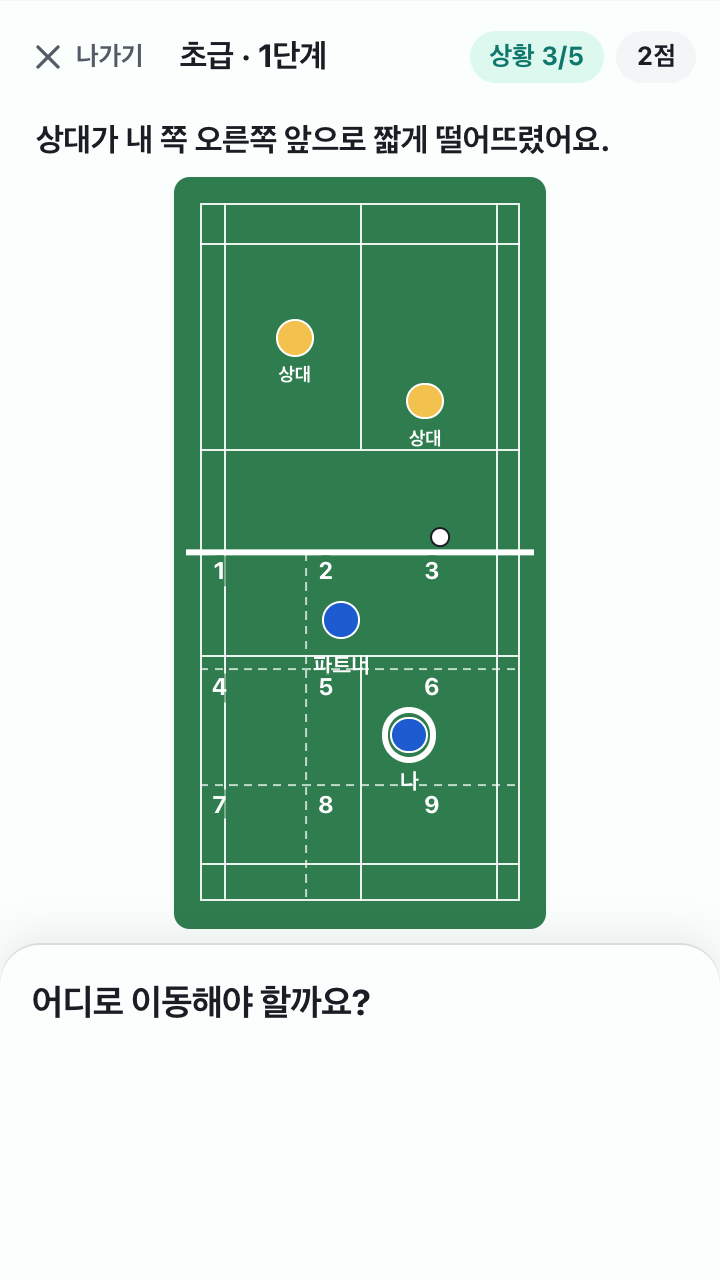 나가기
초급 · 1단계
상황 3/5
2점
상대가 내 쪽 오른쪽 앞으로 짧게 떨어뜨렸어요.
상대
상대
1 2 3
파트너
4 5 6
나
7 8 9
어디로 이동해야 할까요?